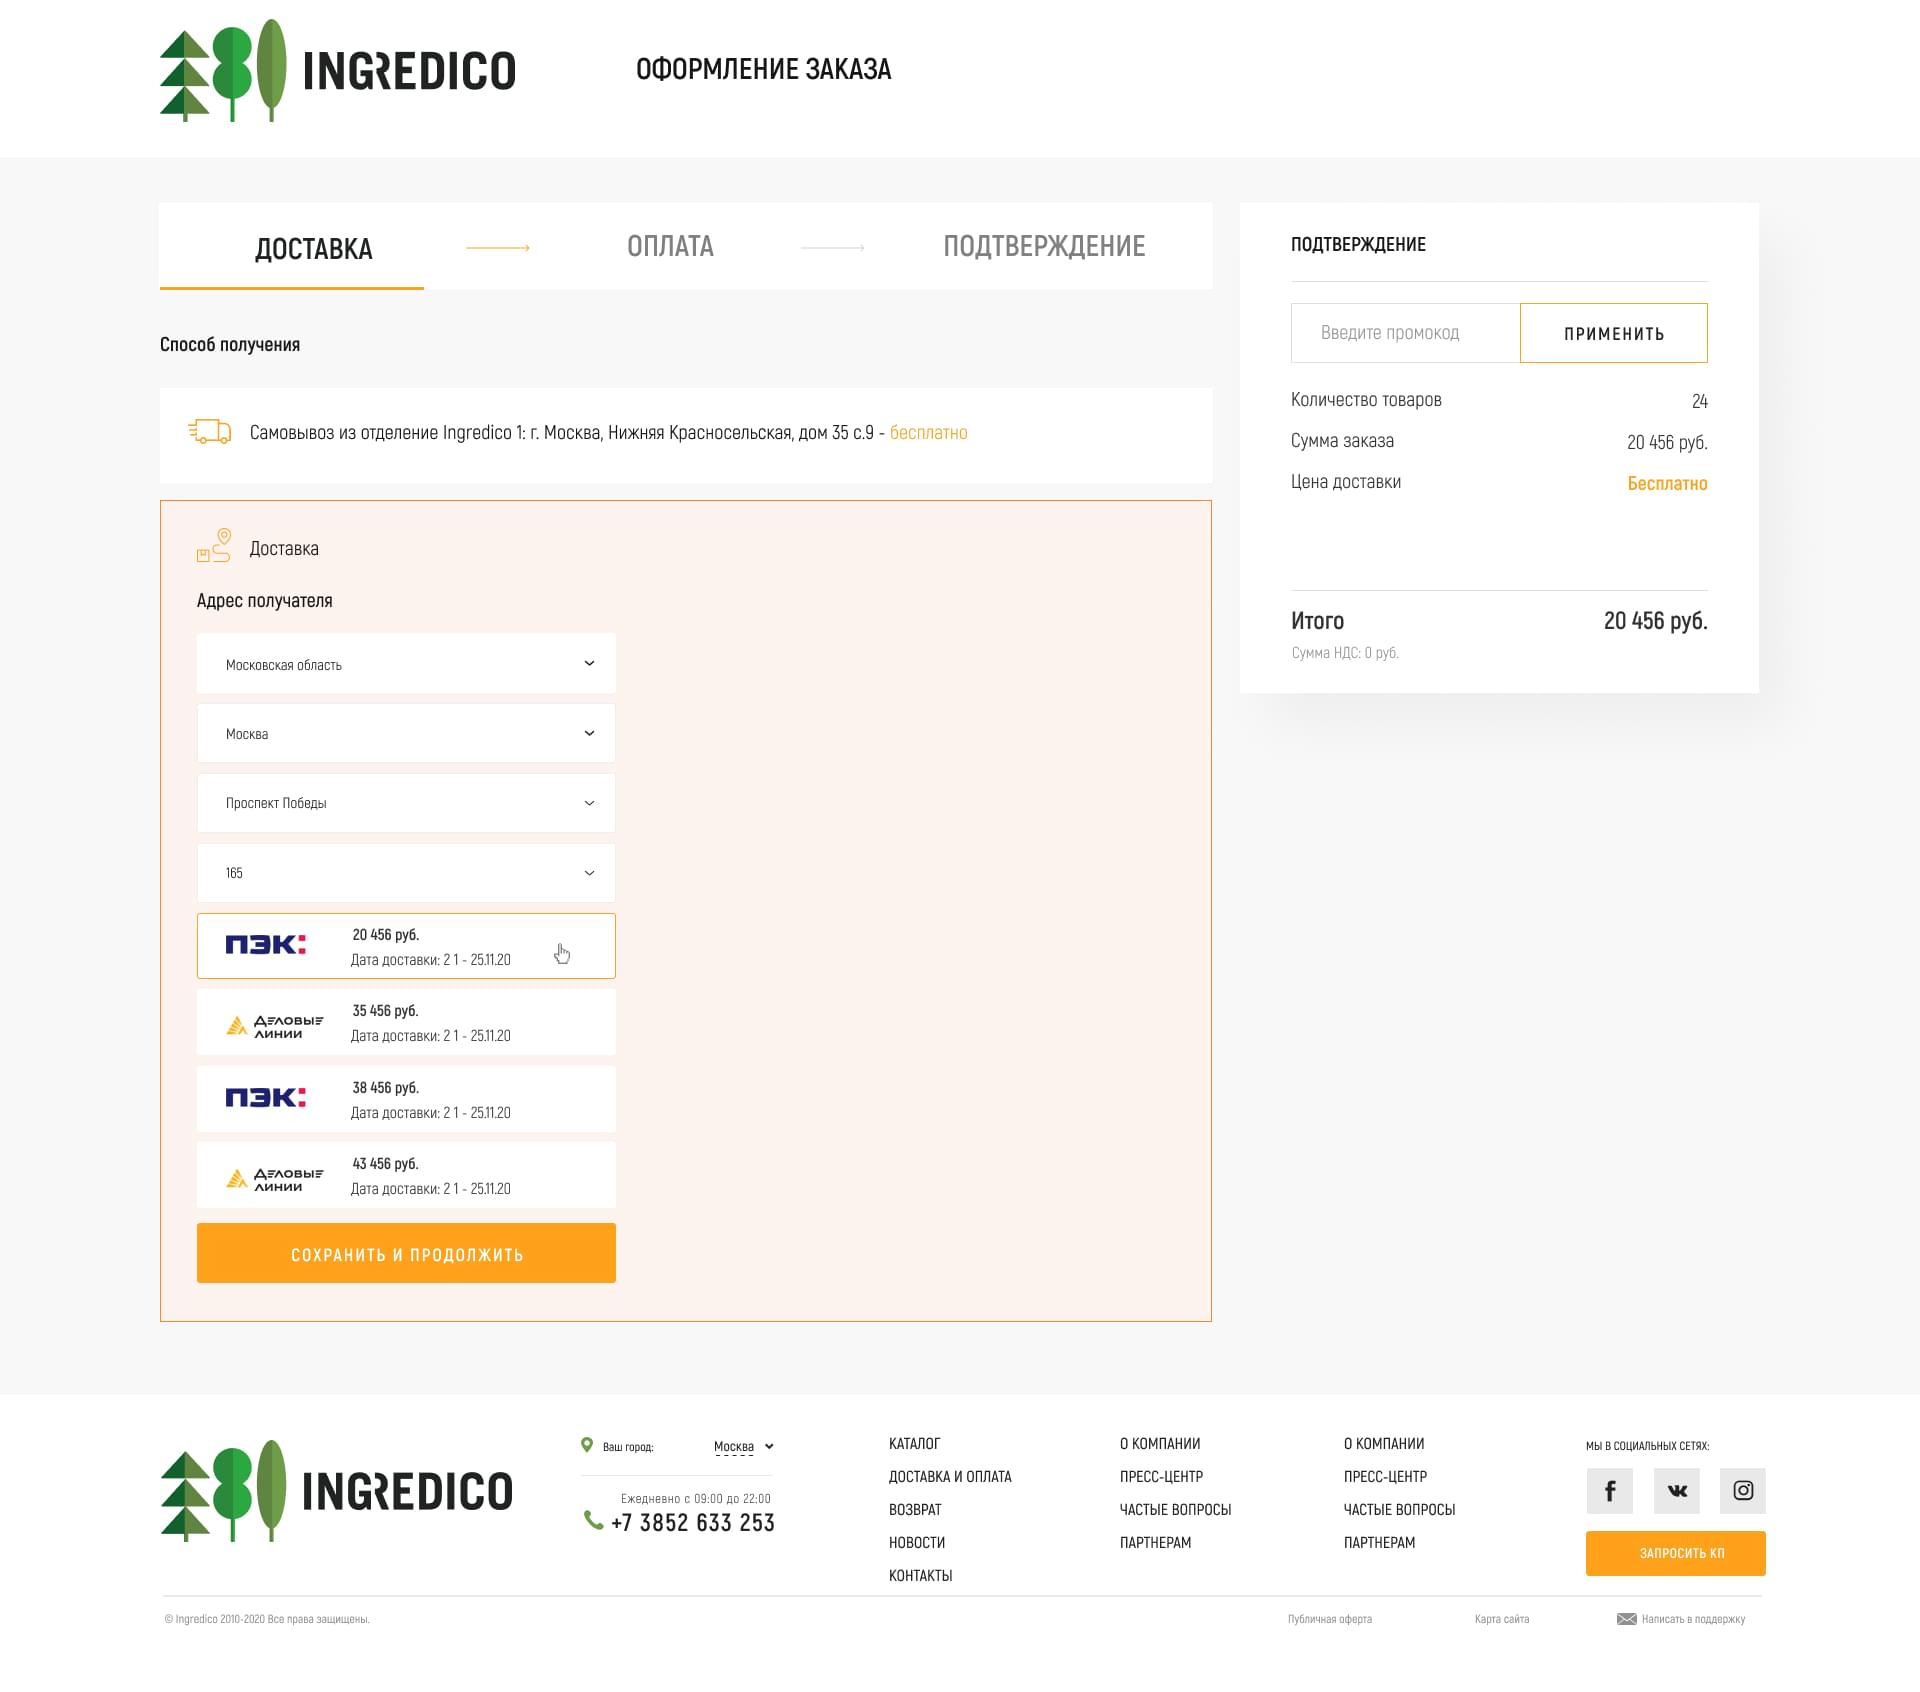 INGREDICO
ОФОРМЛЕНИЕ ЗАКАЗА
ДОСТАВКА
ОПЛАТА
ПОДТВЕРЖДЕНИЕ
Способ получения
Самовывоз из отделение Ingredico 1: г. Москва, Нижняя Красносельская, дом 35 с.9 - бесплатно
Доставка
Адрес получателя
Московская область
Москва
Проспект Победы
165
ПЭК:
20 456 руб.
Дата доставки: 2 1 - 25.11.20
ДЕЛОВЫЕ
ЛИНИИ
35 456 руб.
Дата доставки: 2 1 - 25.11.20
ПЭК:
38 456 руб.
Дата доставки: 2 1 - 25.11.20
ДЕЛОВЫЕ
ЛИНИИ
43 456 руб.
Дата доставки: 2 1 - 25.11.20
СОХРАНИТЬ И ПРОДОЛЖИТЬ
ПОДТВЕРЖДЕНИЕ
Введите промокод
ПРИМЕНИТЬ
Количество товаров 24
Сумма заказа 20 456 руб.
Цена доставки Бесплатно
Итого 20 456 руб.
Сумма НДС: 0 руб.
INGREDICO
Ваш город: Москва
Ежедневно с 09:00 до 22:00
+7 3852 633 253
КАТАЛОГ
ДОСТАВКА И ОПЛАТА
ВОЗВРАТ
НОВОСТИ
КОНТАКТЫ
О КОМПАНИИ
ПРЕСС-ЦЕНТР
ЧАСТЫЕ ВОПРОСЫ
ПАРТНЕРАМ
О КОМПАНИИ
ПРЕСС-ЦЕНТР
ЧАСТЫЕ ВОПРОСЫ
ПАРТНЕРАМ
МЫ В СОЦИАЛЬНЫХ СЕТЯХ:
ЗАПРОСИТЬ КП
© Ingredico 2010-2020 Все права защищены.
Публичная оферта
Карта сайта
Написать в поддержку